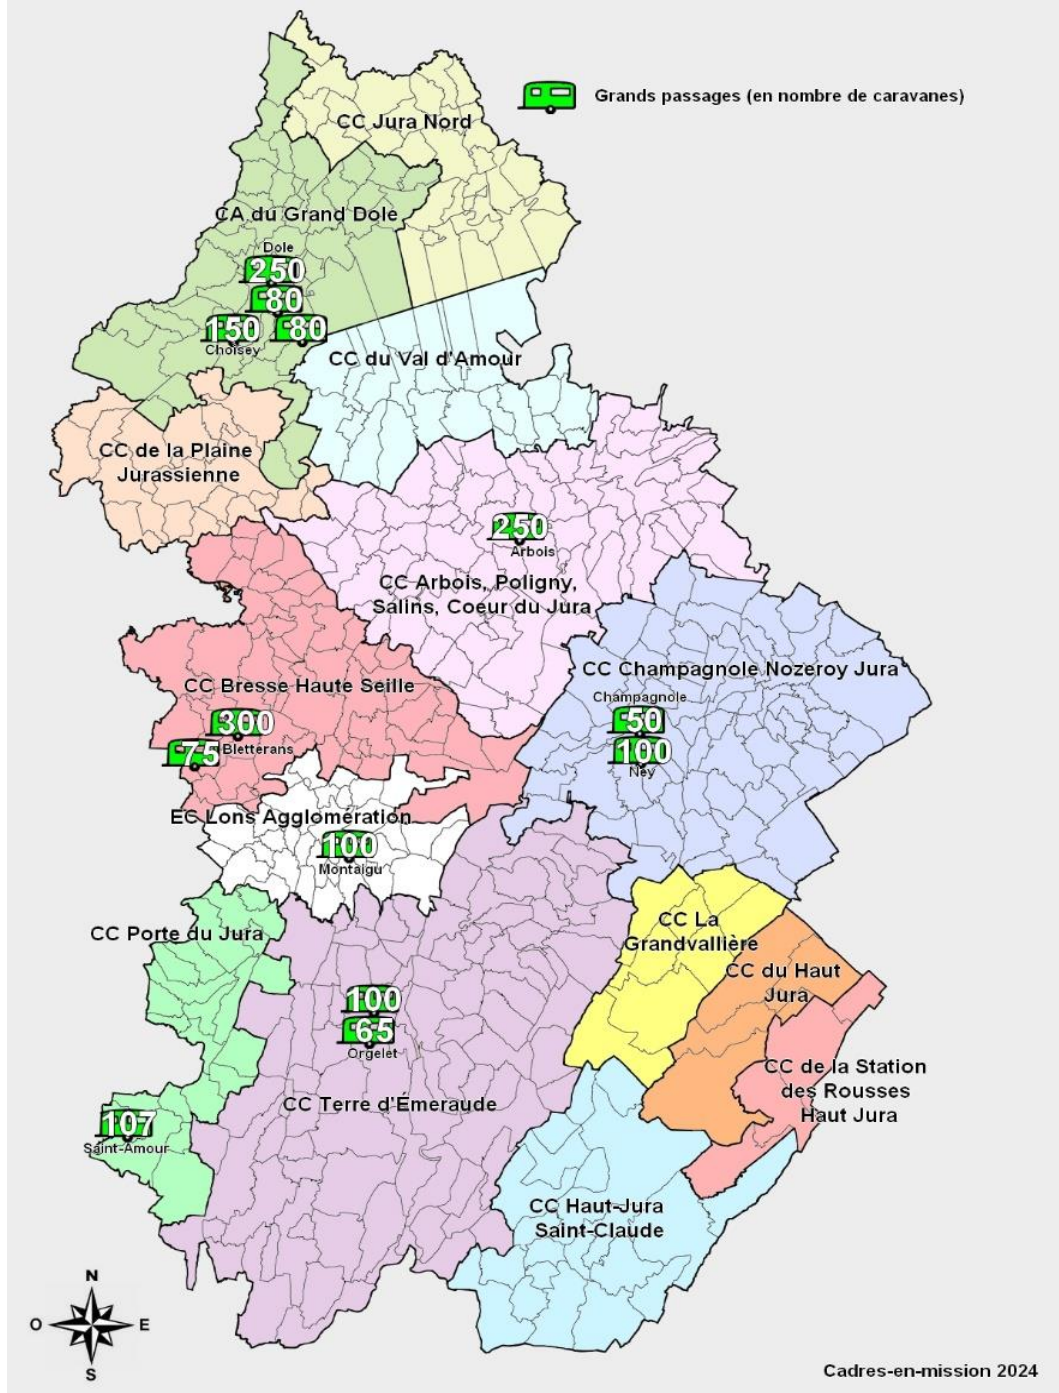 Grands passages (en nombre de caravanes)
CC Jura Nord
CA du Grand Dole
Dole
250
80
150
80
Choisey
CC du Val d'Amour
CC de la Plaine
Jurassienne
250
Arbois
CC Arbois, Poligny,
Salins, Coeur du Jura
CC Champagnole Nozeroy Jura
CC Bresse Haute Seille
Champagnole
50
300
75
Bletterans
100
Ney
EC Lons Agglomération
100
Montaigu
CC Porte du Jura
CC La
Grandvallière
CC du Haut
Jura
100
65
Orgelet
CC de la Station
des Rousses
Haut Jura
CC Terre d'Émeraude
107
Saint-Amour
CC Haut-Jura
Saint-Claude
N
O
E
S
Cadres-en-mission 2024